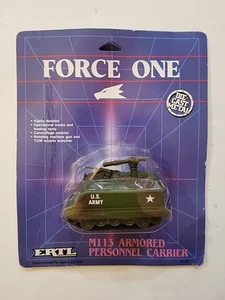 FORCE ONE
DIE
CAST
METAL
• Highly detailed
• Operational tracks and
loading ramp
• Camouflage exterior
• Rotating machine gun and
TOW missile launcher
U.S.
ARMY
ERTL
M113 ARMORED
PERSONNEL CARRIER